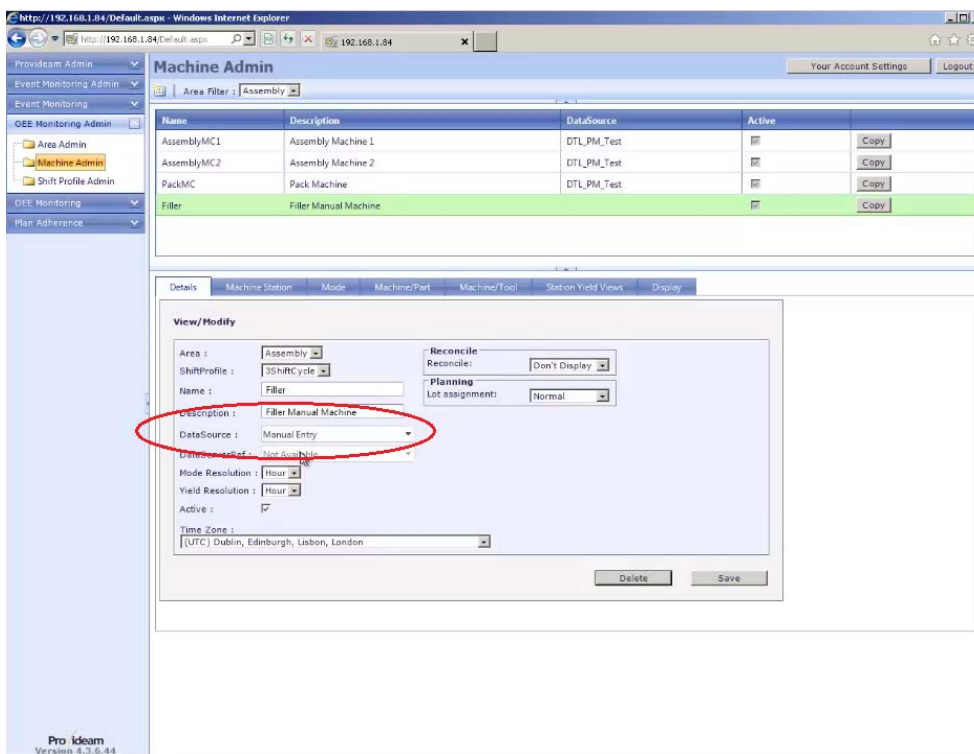 http://192.168.1.84/Default.aspx - Windows Internet Explorer
http://192.168.1.84/Default.aspx
192.168.1.84
Provideam Admin
Event Monitoring Admin
Event Monitoring
OEE Monitoring Admin
Area Admin
Machine Admin
Shift Profile Admin
OEE Monitoring
Plan Adherence
Machine Admin
Your Account Settings
Logout
Area Filter : Assembly
Name Description DataSource Active
AssemblyMC1 Assembly Machine 1 DTL_PM_Test Copy
AssemblyMC2 Assembly Machine 2 DTL_PM_Test Copy
PackMC Pack Machine DTL_PM_Test Copy
Filler Filler Manual Machine Copy
Details Machine Station Mode Machine/Part Machine/Tool Station Yield Views Display
View/Modify
Area : Assembly
ShiftProfile : 3ShiftCycle
Name : Filler
Description : Filler Manual Machine
DataSource : Manual Entry
DataServerRef : Not Available
Mode Resolution : Hour
Yield Resolution : Hour
Active :
Time Zone :
(UTC) Dublin, Edinburgh, Lisbon, London
Reconcile
Reconcile: Don't Display
Planning
Lot assignment: Normal
Delete Save
Provideam
Version 4.3.6.44